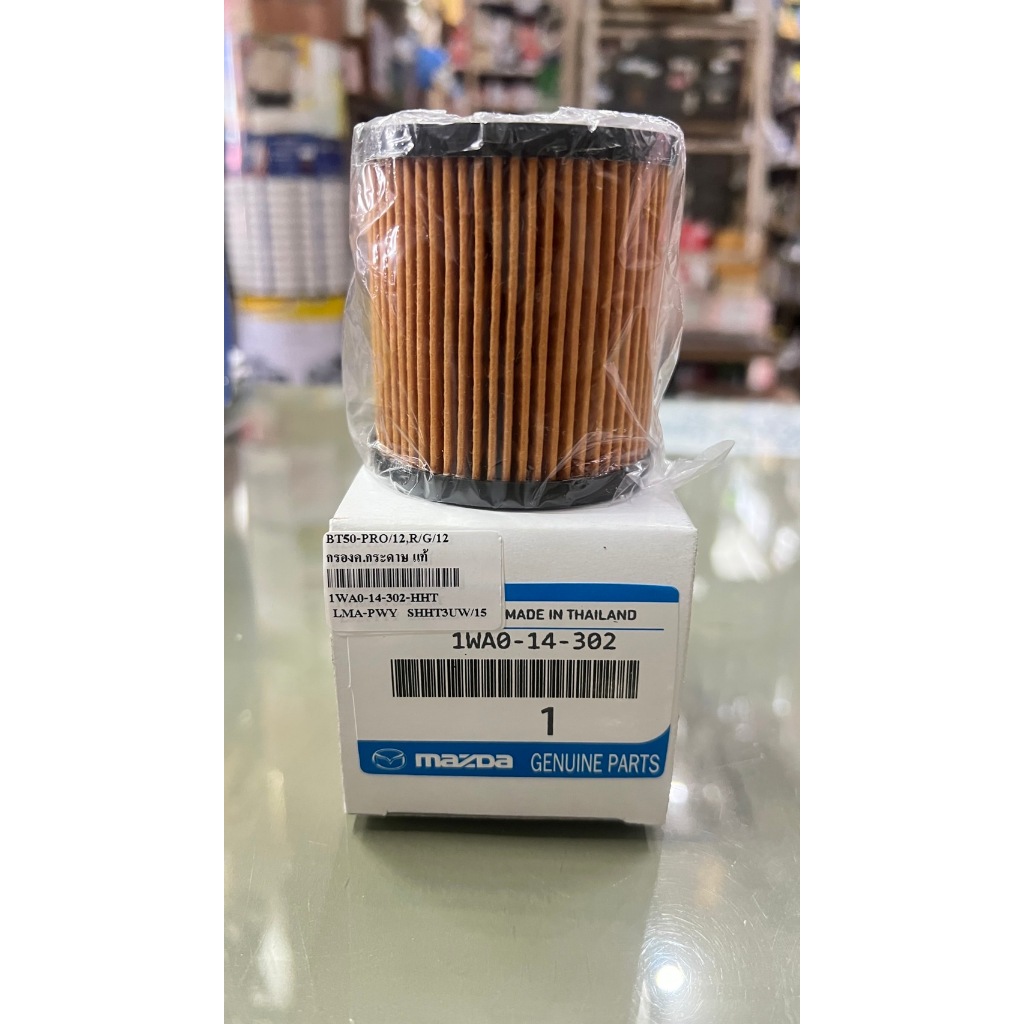 BT50-PRO/12,R/G/12
กรองค.กระดาษ แท้
1WA0-14-302-HHT
LMA-PWY SHHT3UW/15
MADE IN THAILAND
1WA0-14-302
1
mazda GENUINE PARTS